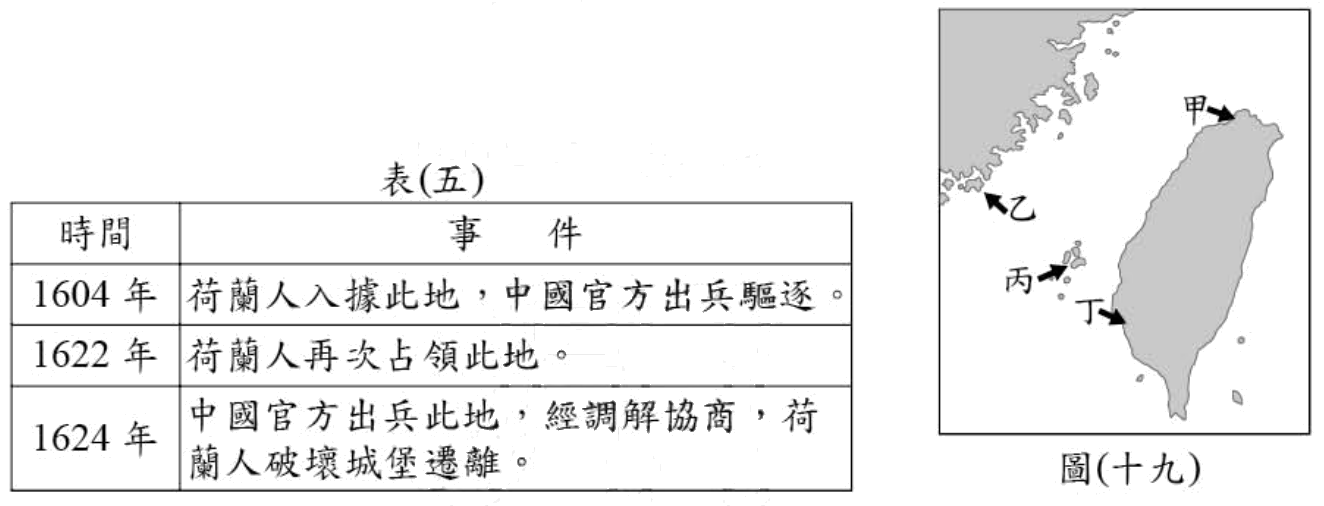 表(五)
時間 事件
1604 年 荷蘭人入據此地，中國官方出兵驅逐。
1622 年 荷蘭人再次占領此地。
1624 年 中國官方出兵此地，經調解協商，荷
蘭人破壞城堡遷離。
甲
乙
丙
丁
圖(十九)